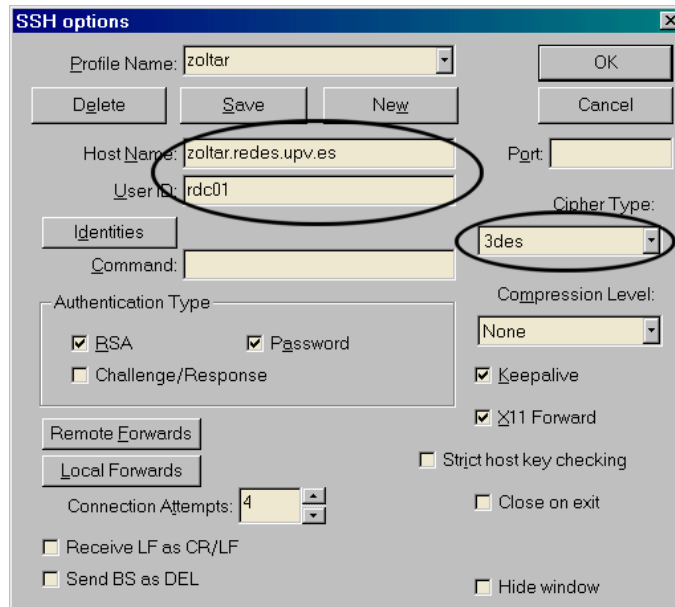 SSH options
Profile Name: zoltar
OK
Delete Save New Cancel
Host Name: zoltar.redes.upv.es Port:
User ID: rdc01
Cipher Type:
Identities
3des
Command:
Compression Level:
Authentication Type
None
RSA Password
Challenge/Response
Keepalive
X11 Forward
Remote Forwards
Strict host key checking
Local Forwards
Connection Attempts: 4
Close on exit
Receive LF as CR/LF
Send BS as DEL
Hide window